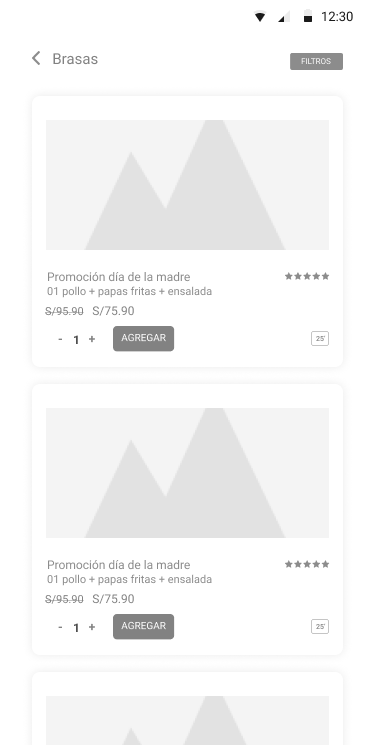 12:30
Brasas
FILTROS
Promoción día de la madre
01 pollo + papas fritas + ensalada
S/95.90 S/75.90
- 1 + AGREGAR
25'
Promoción día de la madre
01 pollo + papas fritas + ensalada
S/95.90 S/75.90
- 1 + AGREGAR
25'